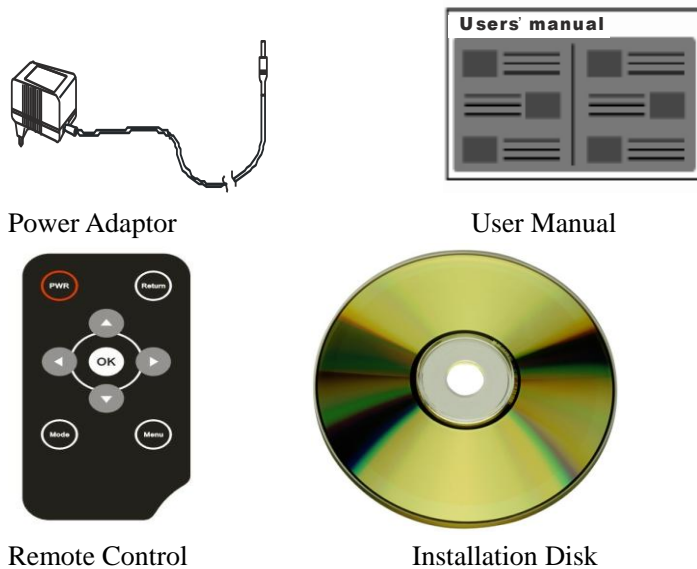 Users' manual
Power Adaptor
User Manual
PWR
Return
OK
Mode
Menu
Remote Control
Installation Disk